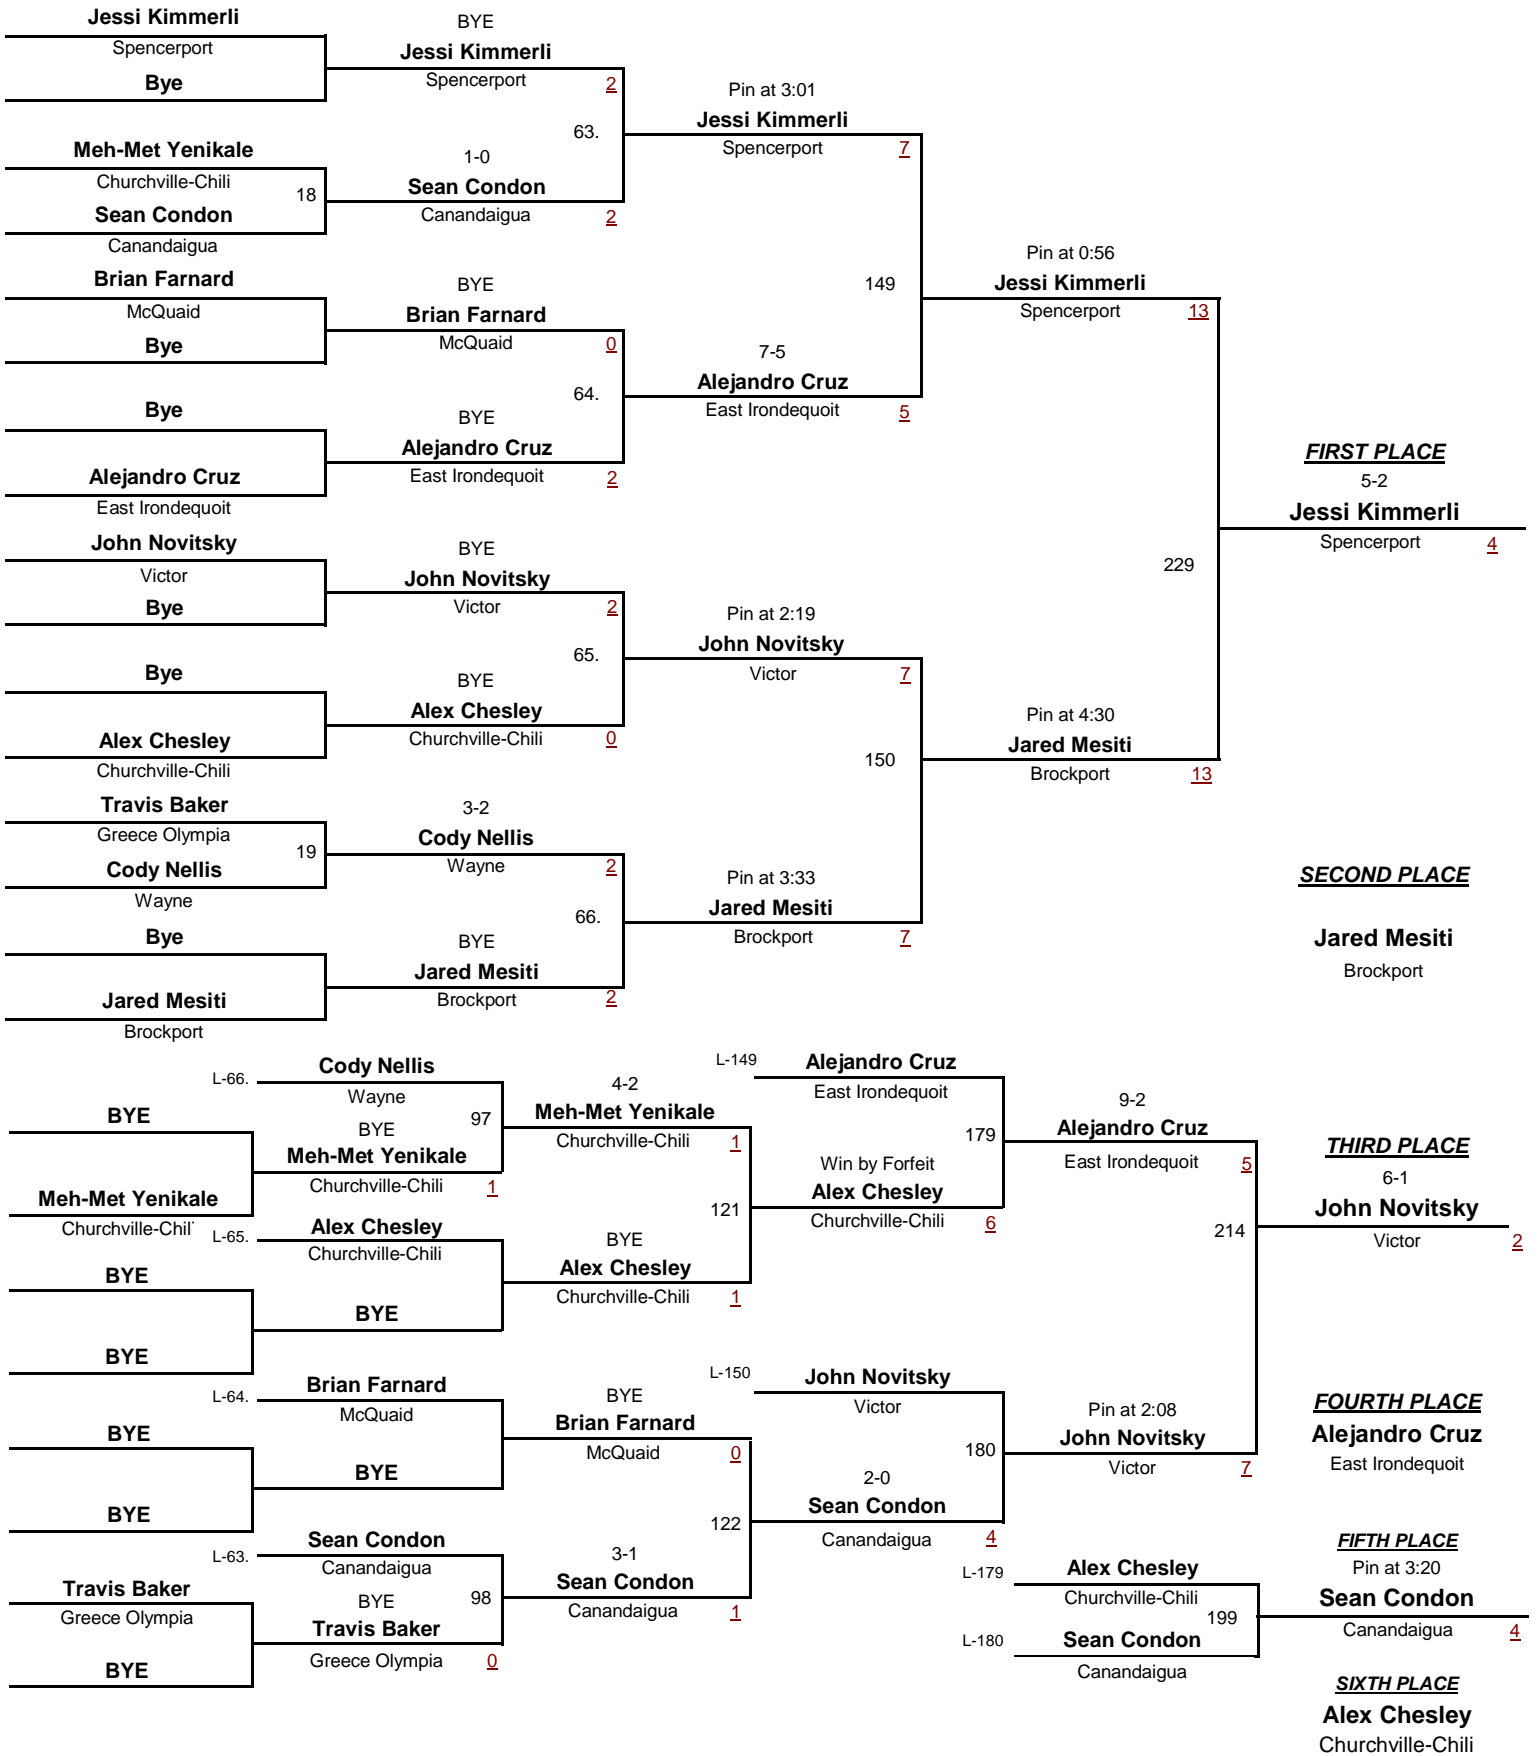 Jessi Kimmerli
Spencerport
Bye
Meh-Met Yenikale
Churchville-Chili
18
Sean Condon
Canandaigua
Brian Farnard
McQuaid
Bye
Bye
Alejandro Cruz
East Irondequoit
John Novitsky
Victor
Bye
Bye
Alex Chesley
Churchville-Chili
Travis Baker
Greece Olympia
19
Cody Nellis
Wayne
Bye
Jared Mesiti
Brockport
BYE
Jessi Kimmerli
Spencerport
2
63.
1-0
Sean Condon
Canandaigua
2
BYE
Brian Farnard
McQuaid
0
64.
BYE
Alejandro Cruz
East Irondequoit
2
BYE
John Novitsky
Victor
2
65.
BYE
Alex Chesley
Churchville-Chili
0
3-2
Cody Nellis
Wayne
2
66.
BYE
Jared Mesiti
Brockport
2
Pin at 3:01
Jessi Kimmerli
Spencerport
7
149
7-5
Alejandro Cruz
East Irondequoit
5
Pin at 2:19
John Novitsky
Victor
7
150
Pin at 3:33
Jared Mesiti
Brockport
7
Pin at 0:56
Jessi Kimmerli
Spencerport
13
229
Pin at 4:30
Jared Mesiti
Brockport
13
FIRST PLACE
5-2
Jessi Kimmerli
Spencerport
4
SECOND PLACE
Jared Mesiti
Brockport
BYE
Meh-Met Yenikale
Churchville-Chil
BYE
BYE
BYE
BYE
Travis Baker
Greece Olympia
BYE
L-66.
Cody Nellis
Wayne
97
BYE
Meh-Met Yenikale
Churchville-Chili
1
L-65.
Alex Chesley
Churchville-Chili
BYE
L-64.
Brian Farnard
McQuaid
BYE
L-63.
Sean Condon
Canandaigua
98
BYE
Travis Baker
Greece Olympia
0
4-2
Meh-Met Yenikale
Churchville-Chili
1
121
BYE
Alex Chesley
Churchville-Chili
1
BYE
Brian Farnard
McQuaid
0
122
3-1
Sean Condon
Canandaigua
1
L-149
Alejandro Cruz
East Irondequoit
179
Win by Forfeit
Alex Chesley
Churchville-Chili
6
L-150
John Novitsky
Victor
180
2-0
Sean Condon
Canandaigua
4
9-2
Alejandro Cruz
East Irondequoit
5
214
Pin at 2:08
John Novitsky
Victor
7
L-179
Alex Chesley
Churchville-Chili
199
L-180
Sean Condon
Canandaigua
THIRD PLACE
6-1
John Novitsky
Victor
2
FOURTH PLACE
Alejandro Cruz
East Irondequoit
FIFTH PLACE
Pin at 3:20
Sean Condon
Canandaigua
4
SIXTH PLACE
Alex Chesley
Churchville-Chili